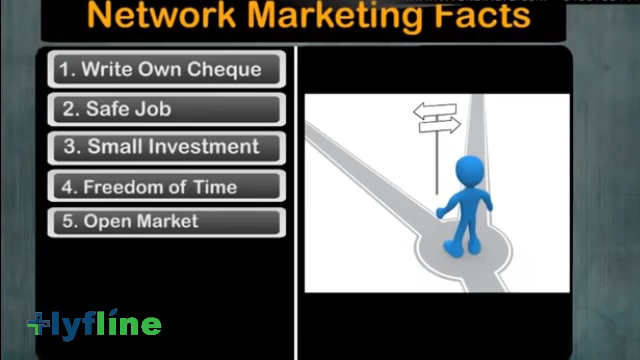 Network Marketing Facts
1. Write Own Cheque
2. Safe Job
3. Small Investment
4. Freedom of Time
5. Open Market
lyfline